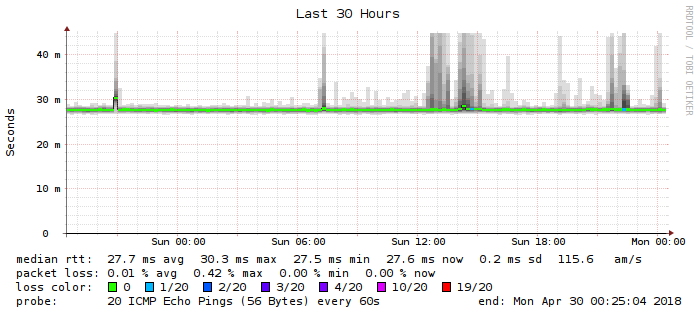 Last 30 Hours
RRDTOOL / TOBI OETIKER
Seconds
40 m
30 m
20 m
10 m
0
Sun 00:00 Sun 06:00 Sun 12:00 Sun 18:00 Mon 00:00
median rtt: 27.7 ms avg 30.3 ms max 27.5 ms min 27.6 ms now 0.2 ms sd 115.6 am/s
packet loss: 0.01 % avg 0.42 % max 0.00 % min 0.00 % now
loss color: 0 1/20 2/20 3/20 4/20 10/20 19/20
probe: 20 ICMP Echo Pings (56 Bytes) every 60s end: Mon Apr 30 00:25:04 2018